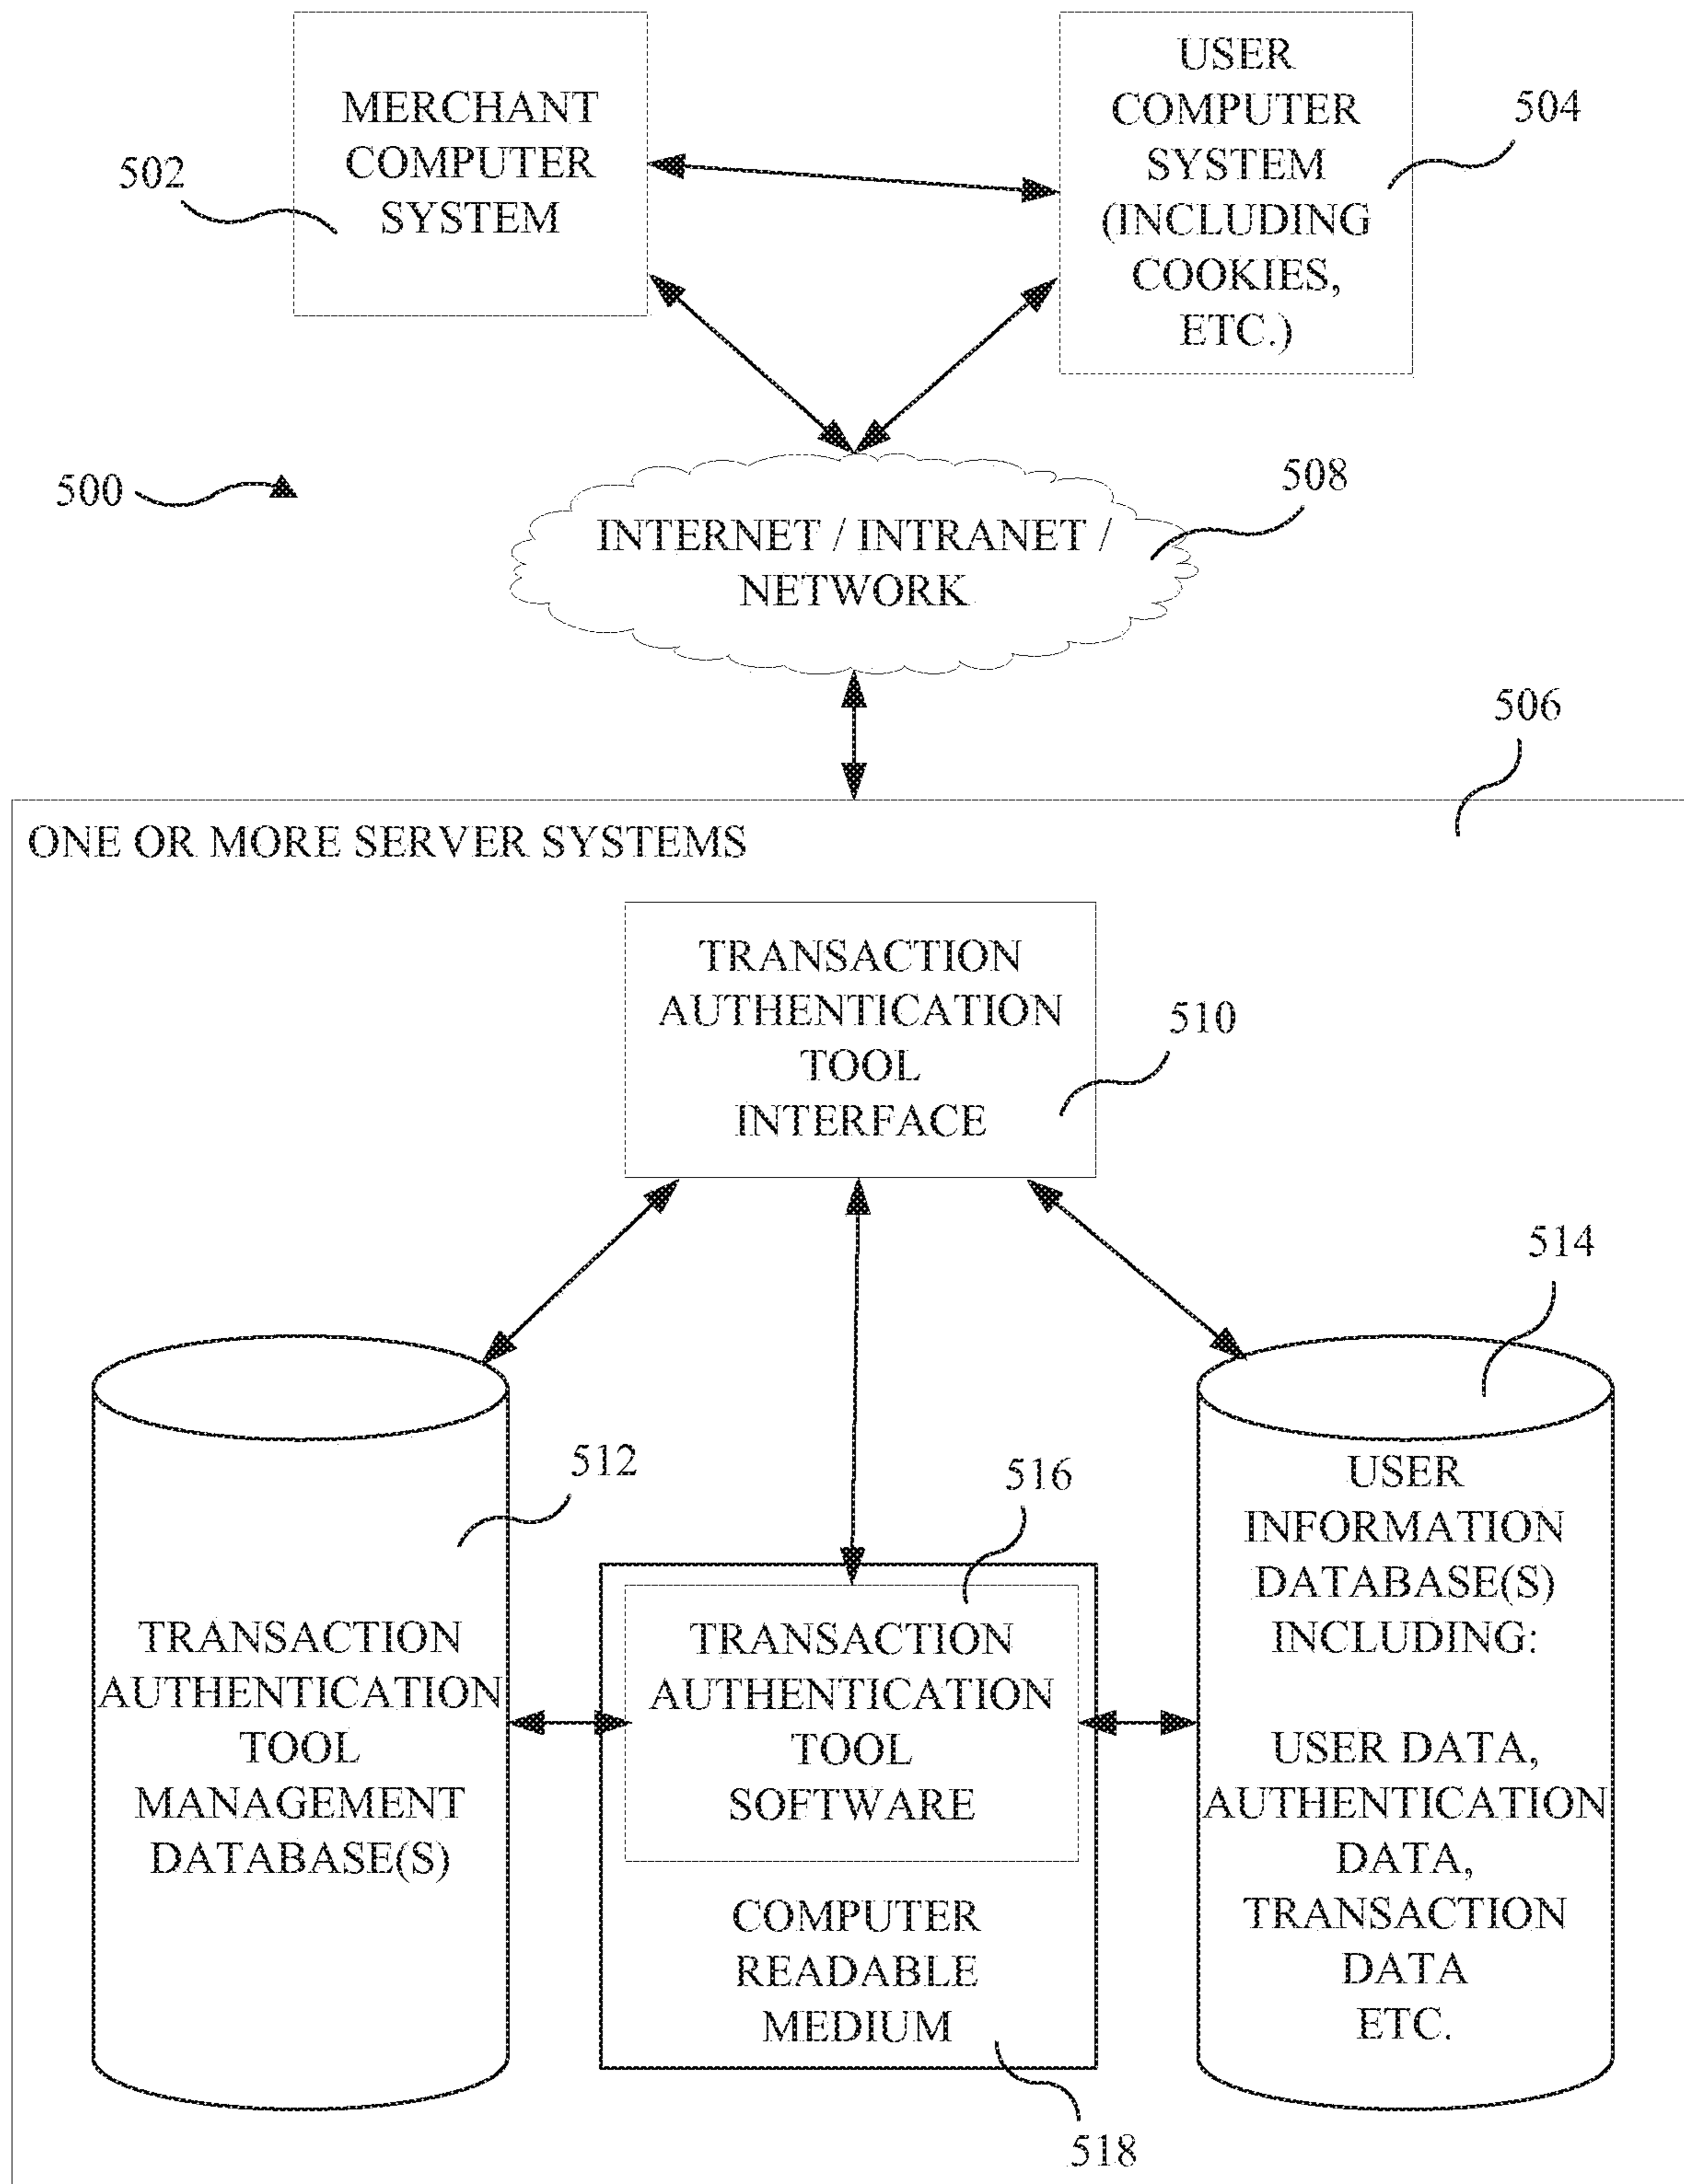 MERCHANT
COMPUTER
SYSTEM
502
USER
COMPUTER
SYSTEM
(INCLUDING
COOKIES,
ETC.)
504
500
INTERNET / INTRANET /
NETWORK
508
506
ONE OR MORE SERVER SYSTEMS
TRANSACTION
AUTHENTICATION
TOOL
INTERFACE
510
514
512
516
TRANSACTION
AUTHENTICATION
TOOL
MANAGEMENT
DATABASE(S)
TRANSACTION
AUTHENTICATION
TOOL
SOFTWARE
COMPUTER
READABLE
MEDIUM
518
USER
INFORMATION
DATABASE(S)
INCLUDING:
USER DATA,
AUTHENTICATION
DATA,
TRANSACTION
DATA
ETC.